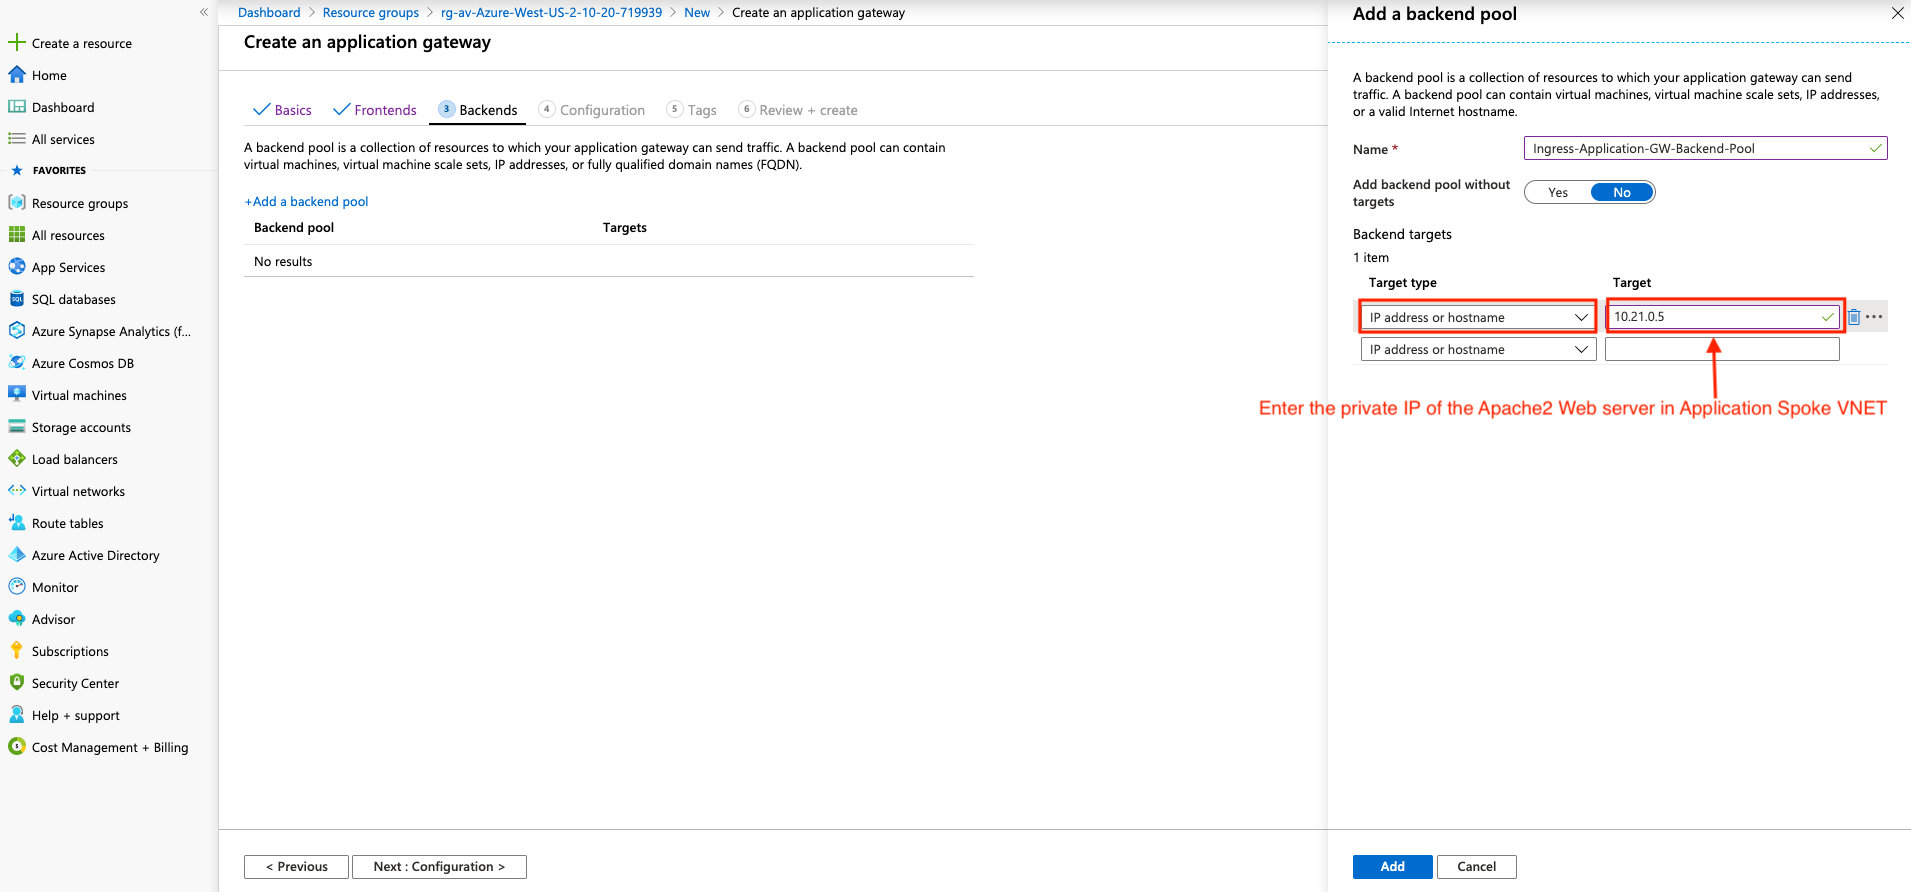 «
Create a resource
Home
Dashboard
All services
FAVORITES
Resource groups
All resources
App Services
SQL databases
Azure Synapse Analytics (f...
Azure Cosmos DB
Virtual machines
Storage accounts
Load balancers
Virtual networks
Route tables
Azure Active Directory
Monitor
Advisor
Subscriptions
Security Center
Help + support
Cost Management + Billing
Dashboard > Resource groups > rg-av-Azure-West-US-2-10-20-719939 > New > Create an application gateway
Create an application gateway
Basics Frontends 3 Backends 4 Configuration 5 Tags 6 Review + create
A backend pool is a collection of resources to which your application gateway can send traffic. A backend pool can contain
virtual machines, virtual machine scale sets, IP addresses, or fully qualified domain names (FQDN).
+Add a backend pool
Backend pool Targets
No results
< Previous Next : Configuration >
Add a backend pool
A backend pool is a collection of resources to which your application gateway can send
traffic. A backend pool can contain virtual machines, virtual machine scale sets, IP addresses,
or a valid Internet hostname.
Name * Ingress-Application-GW-Backend-Pool
Add backend pool without
targets
Yes No
Backend targets
1 item
Target type Target
IP address or hostname 10.21.0.5
IP address or hostname
Enter the private IP of the Apache2 Web server in Application Spoke VNET
Add Cancel